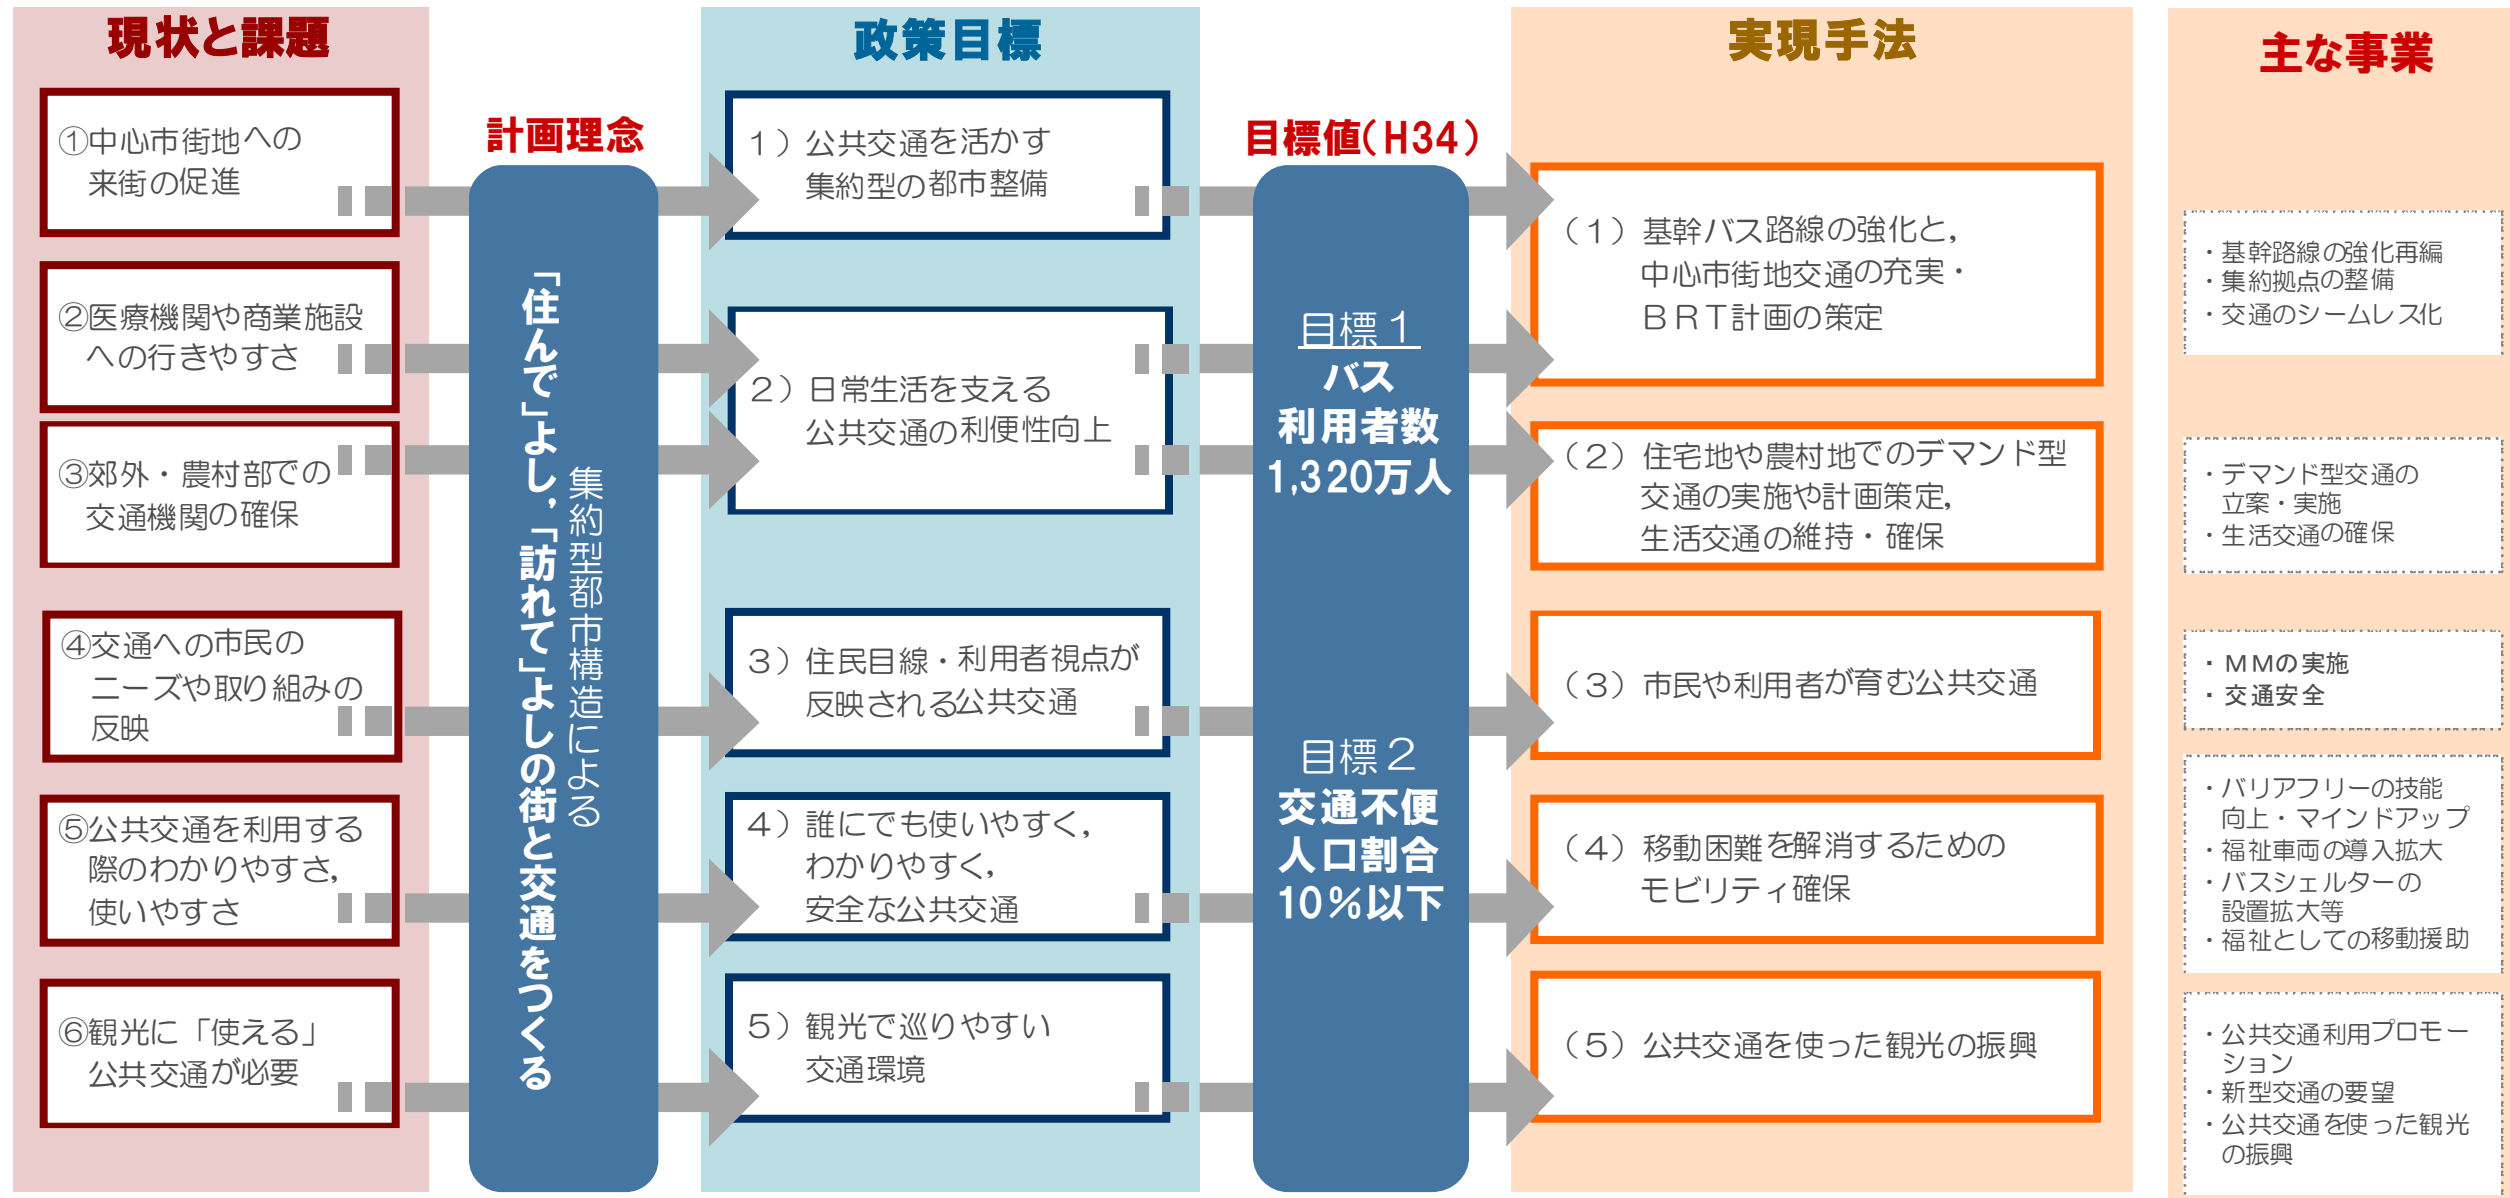 現状と課題
①中心市街地への
来街の促進
②医療機関や商業施設
への行きやすさ
③郊外・農村部での
交通機関の確保
④交通への市民の
ニーズや取り組みの
反映
⑤公共交通を利用する
際のわかりやすさ,
使いやすさ
⑥観光に「使える」
公共交通が必要
計画理念
集約型都市構造による
「住んで」よし,「訪れて」よしの街と交通をつくる
政策目標
1）公共交通を活かす
集約型の都市整備
2）日常生活を支える
公共交通の利便性向上
3）住民目線・利用者視点が
反映される公共交通
4）誰にでも使いやすく,
わかりやすく,
安全な公共交通
5）観光で巡りやすい
交通環境
目標値(H34)
目標1
バス
利用者数
1,320万人
目標2
交通不便
人口割合
10%以下
実現手法
（1）基幹バス路線の強化と,
中心市街地交通の充実・
BRT計画の策定
（2）住宅地や農村地でのデマンド型
交通の実施や計画策定,
生活交通の維持・確保
（3）市民や利用者が育む公共交通
（4）移動困難を解消するための
モビリティ確保
（5）公共交通を使った観光の振興
主な事業
・基幹路線の強化再編
・集約拠点の整備
・交通のシームレス化
・デマンド型交通の
立案・実施
・生活交通の確保
・MMの実施
・交通安全
・バリアフリーの技能
向上・マインドアップ
・福祉車両の導入拡大
・バスシェルターの
設置拡大等
・福祉としての移動援助
・公共交通利用プロモー
ション
・新型交通の要望
・公共交通を使った観光
の振興